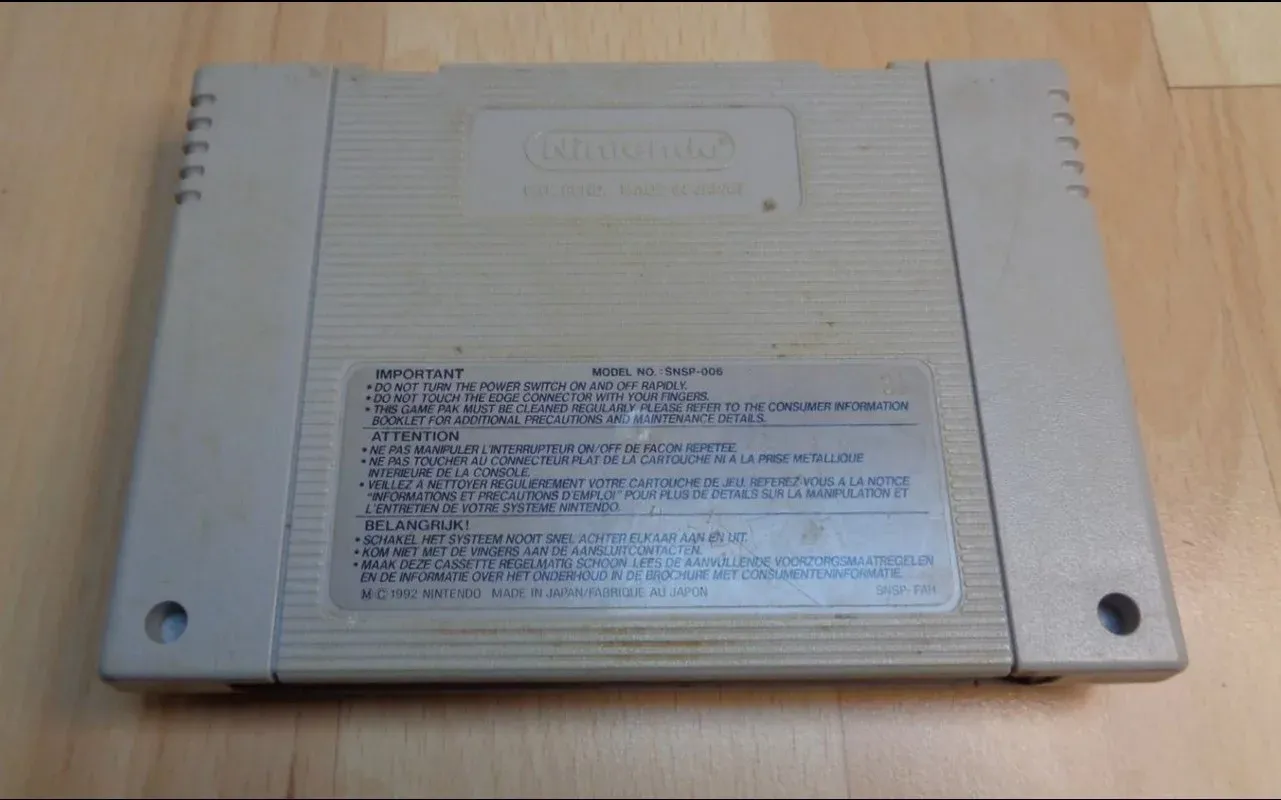 Nintendo®
MADE IN JAPAN
IMPORTANT MODEL NO.: SNSP-006
• DO NOT TURN THE POWER SWITCH ON AND OFF RAPIDLY.
• DO NOT TOUCH THE EDGE CONNECTOR WITH YOUR FINGERS.
• THIS GAME PAK MUST BE CLEANED REGULARLY. PLEASE REFER TO THE CONSUMER INFORMATION
BOOKLET FOR ADDITIONAL PRECAUTIONS AND MAINTENANCE DETAILS.
ATTENTION
• NE PAS MANIPULER L'INTERRUPTEUR ON/OFF DE FACON REPETEE.
• NE PAS TOUCHER AU CONNECTEUR PLAT DE LA CARTOUCHE NI A LA PRISE METALLIQUE
INTERIEURE DE LA CONSOLE.
• VEILLEZ A NETTOYER REGULIEREMENT VOTRE CARTOUCHE DE JEU. REFEREZ-VOUS A LA NOTICE
"INFORMATIONS ET PRECAUTIONS D'EMPLOI" POUR PLUS DE DETAILS SUR LA MANIPULATION ET
L'ENTRETIEN DE VOTRE SYSTEME NINTENDO.
BELANGRIJK!
• SCHAKEL HET SYSTEEM NOOIT SNEL ACHTER ELKAAR AAN EN UIT.
• KOM NIET MET DE VINGERS AAN DE AANSLUITCONTACTEN.
• MAAK DEZE CASSETTE REGELMATIG SCHOON. LEES DE AANVULLENDE VOORZORGSMAATREGELEN
EN DE INFORMATIE OVER HET ONDERHOUD IN DE BROCHURE MET CONSUMENTENINFORMATIE.
M C 1992 NINTENDO MADE IN JAPAN/FABRIQUE AU JAPON SNSP-FAH